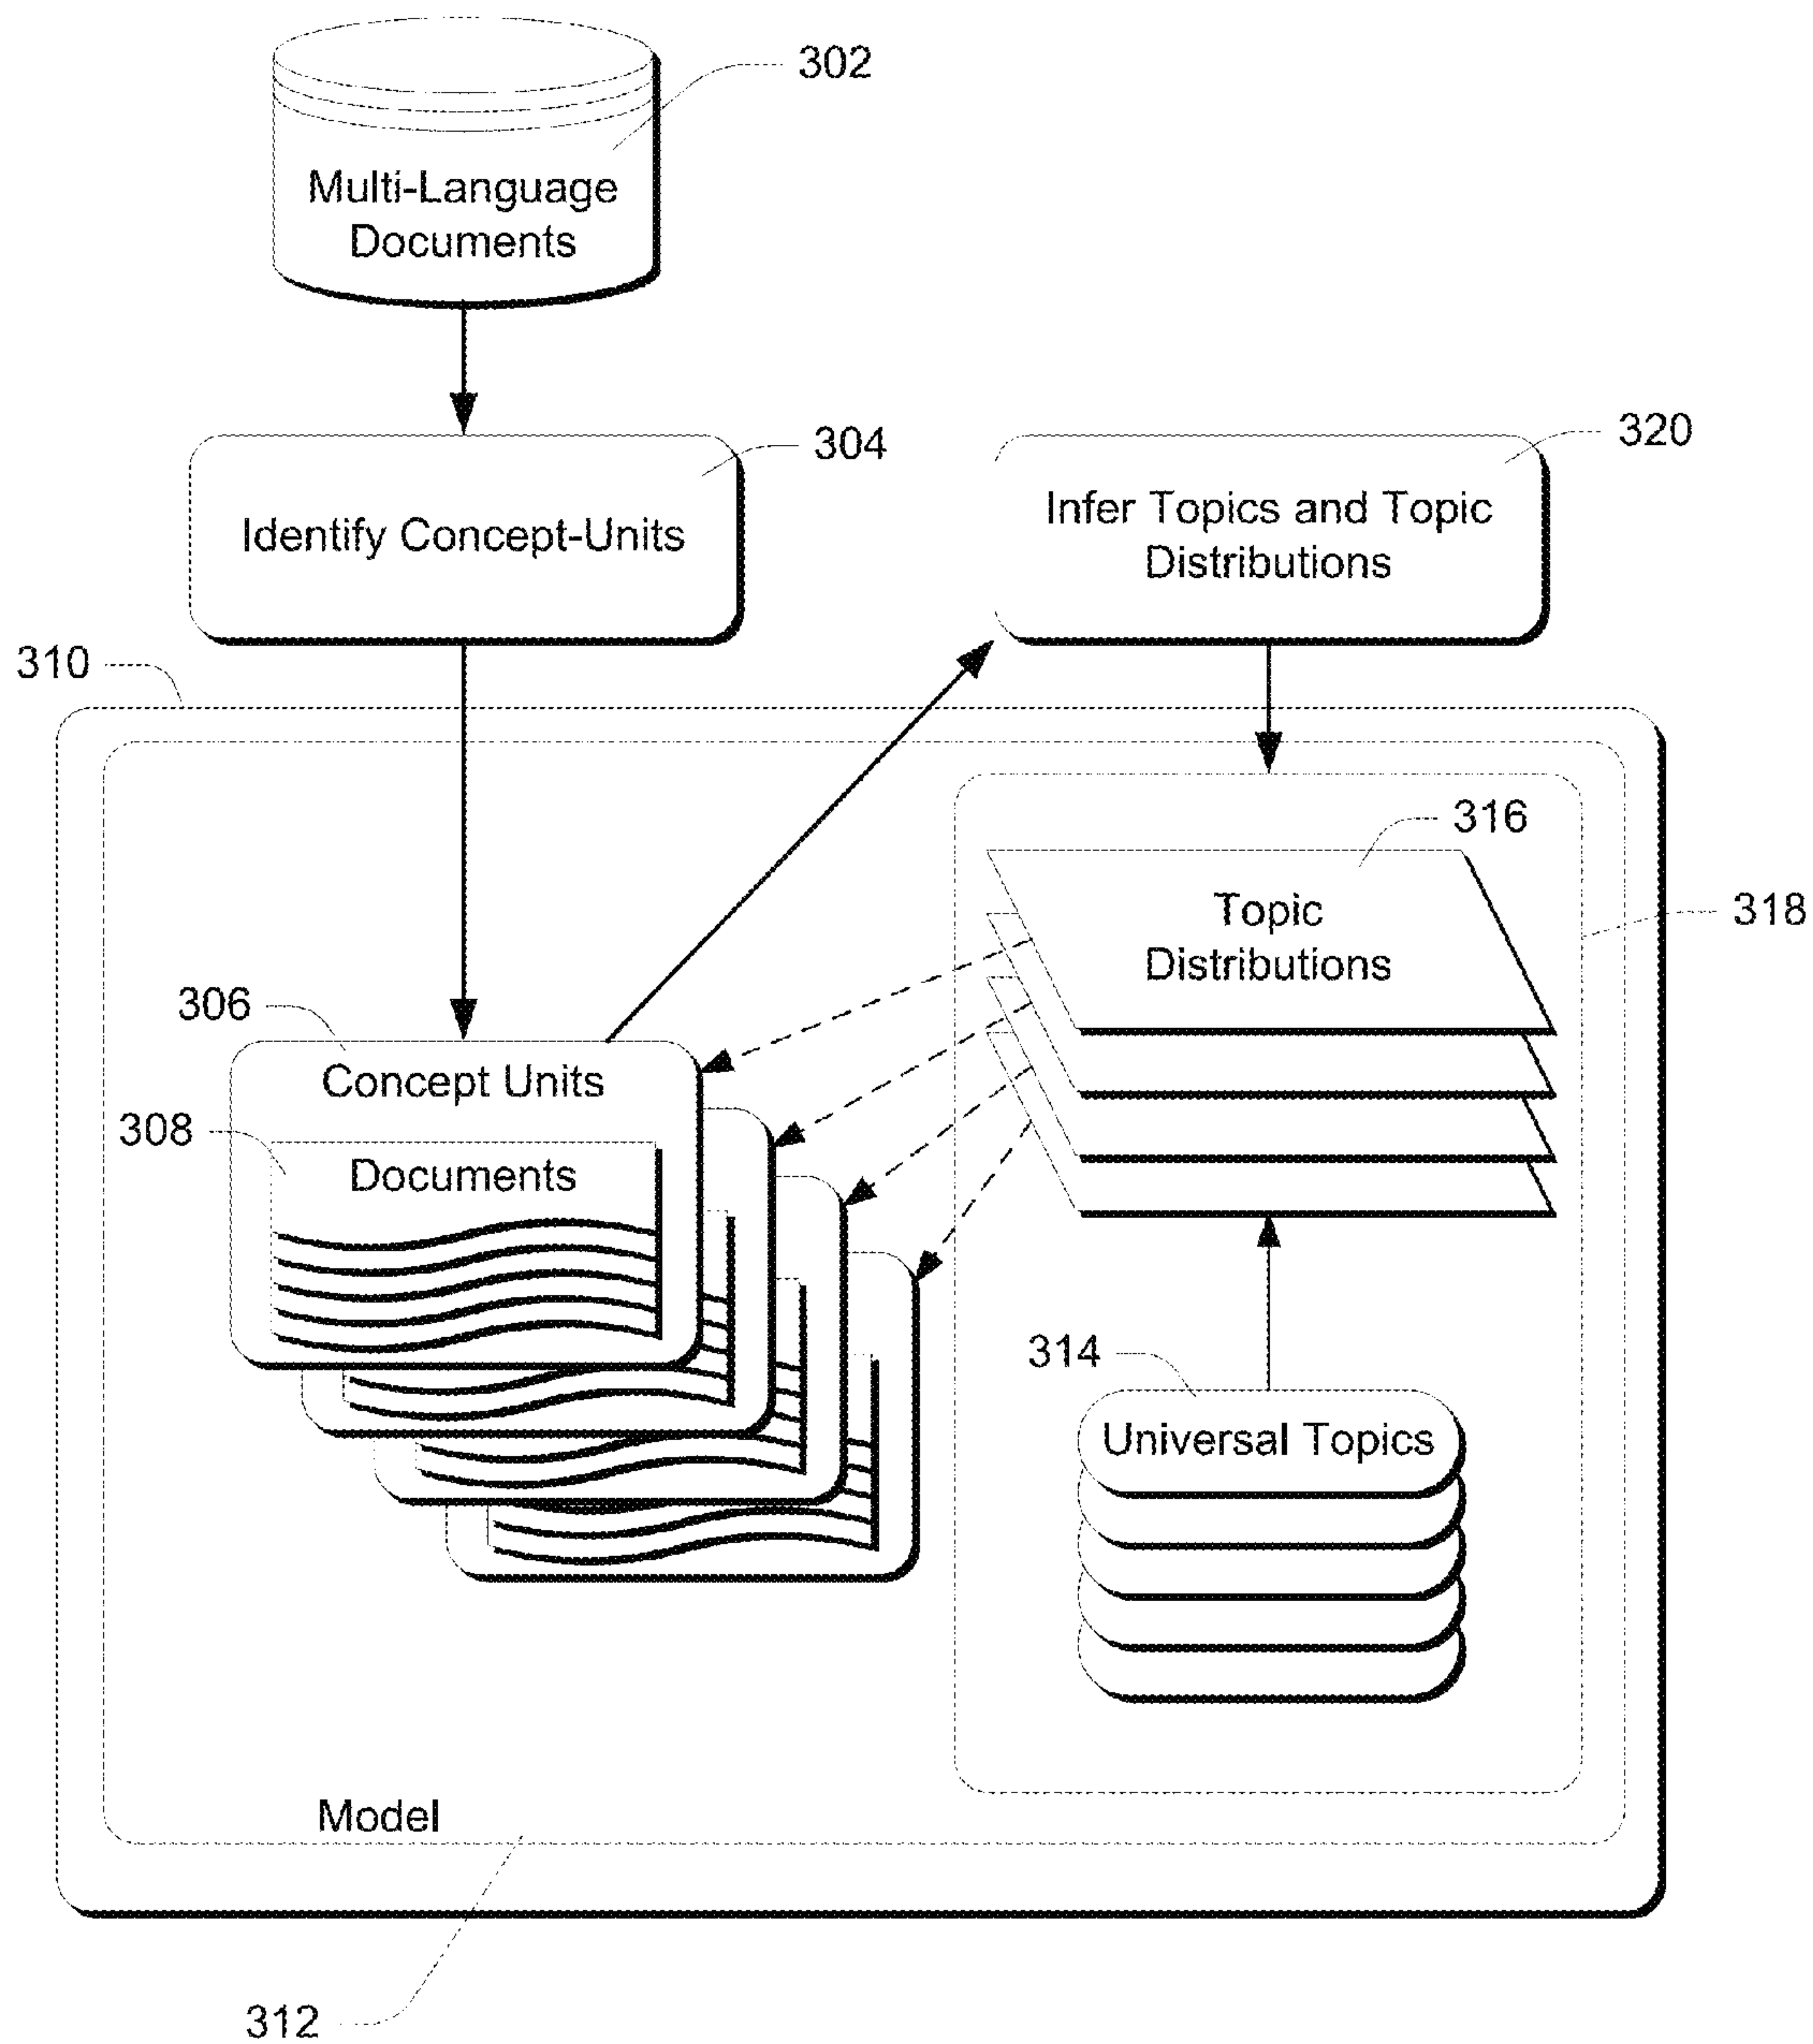 302
Multi-Language
Documents
304
Identify Concept-Units
320
Infer Topics and Topic
Distributions
310
316
Topic
Distributions
318
306
Concept Units
308
Documents
314
Universal Topics
Model
312